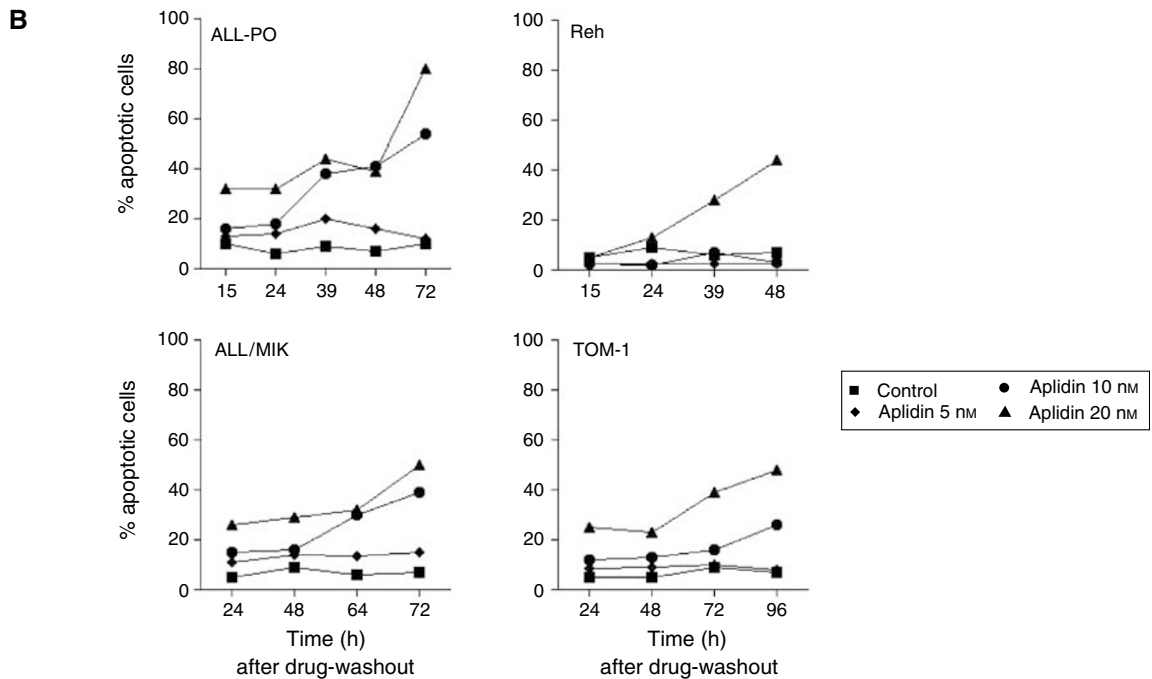 B
ALL-PO
% apoptotic cells
100
80
60
40
20
0
15 24 39 48 72
Reh
100
80
60
40
20
0
15 24 39 48
ALL/MIK
% apoptotic cells
100
80
60
40
20
0
24 48 64 72
Time (h)
after drug-washout
TOM-1
100
80
60
40
20
0
24 48 72 96
Time (h)
after drug-washout
Control
Aplidin 5 nM
Aplidin 10 nM
Aplidin 20 nM